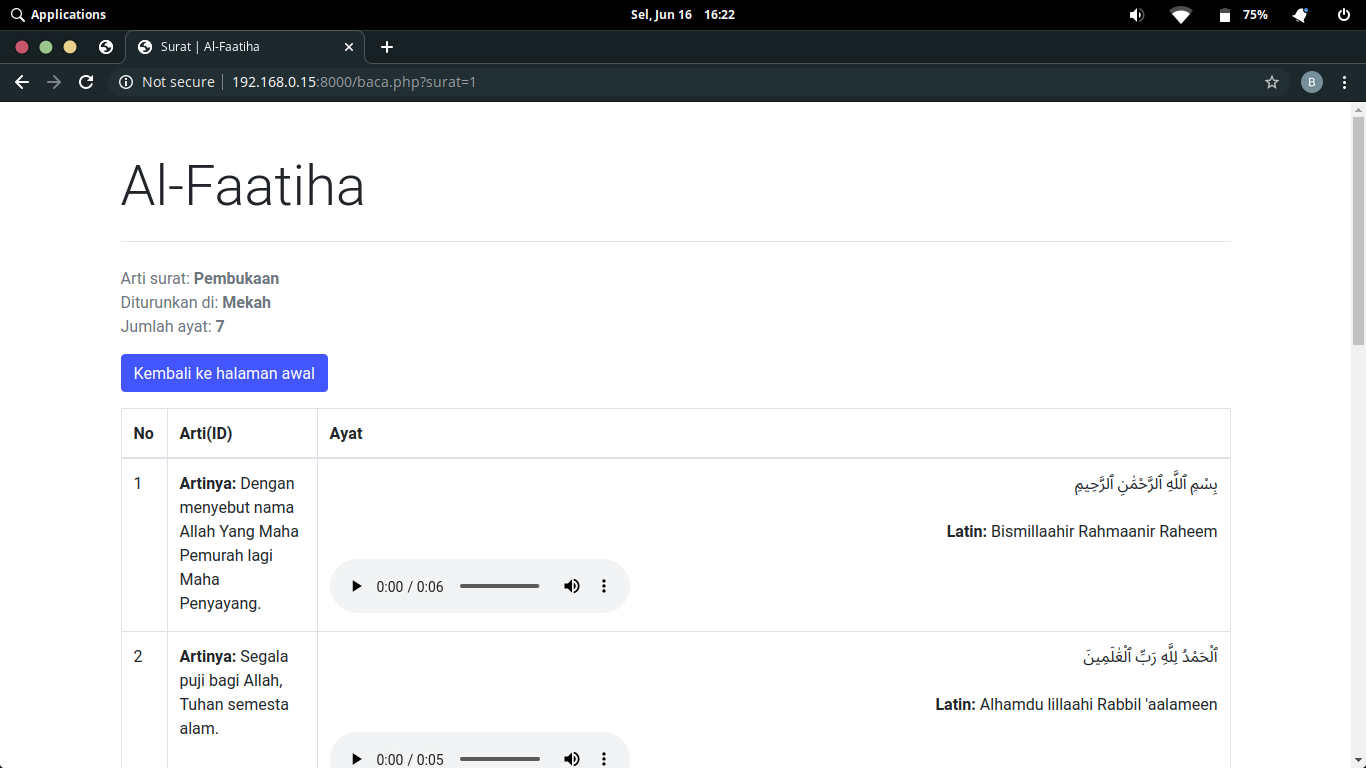 Applications
Sel, Jun 16 16:22
75%
Surat | Al-Faatiha
Not secure
192.168.0.15:8000/baca.php?surat=1
B
Al-Faatiha
Arti surat: Pembukaan
Diturunkan di: Mekah
Jumlah ayat: 7
Kembali ke halaman awal
No Arti(ID) Ayat
1
Artinya: Dengan
menyebut nama
Allah Yang Maha
Pemurah lagi
Maha
Penyayang.
بِسْمِ ٱللَّهِ ٱلرَّحْمَٰنِ ٱلرَّحِيمِ
Latin: Bismillaahir Rahmaanir Raheem
0:00 / 0:06
2
Artinya: Segala
puji bagi Allah,
Tuhan semesta
alam.
ٱلْحَمْدُ لِلَّهِ رَبِّ ٱلْعَٰلَمِينَ
Latin: Alhamdu lillaahi Rabbil 'aalameen
0:00 / 0:05